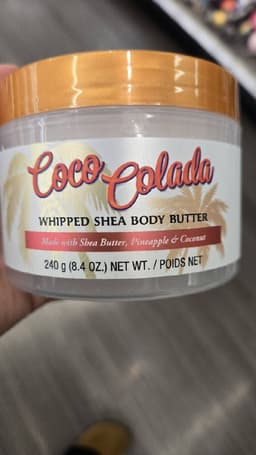 Coco Colada
WHIPPED SHEA BODY BUTTER
Made with Shea Butter, Pineapple & Coconut
240 g (8.4 OZ.) NET WT. / POIDS NET